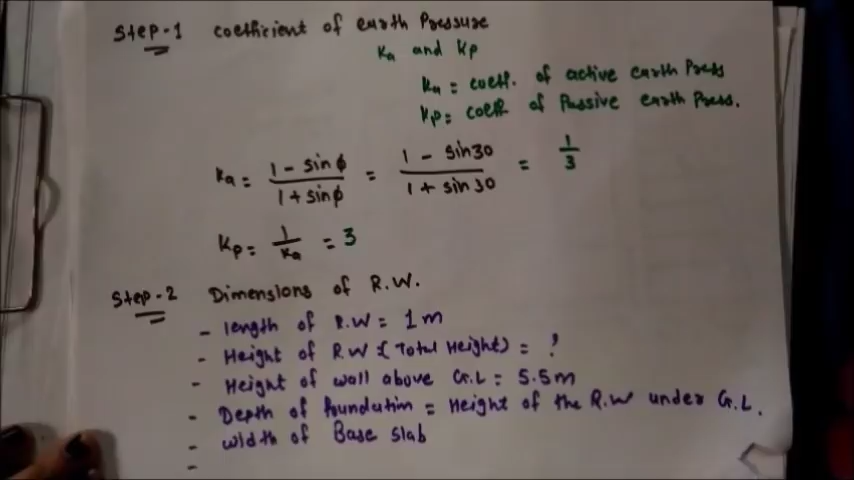 Step-1 coefficient of earth Pressure
Ka and Kp
Ka = coeff. of active earth Press
Kp = coeff of Passive earth Press.
Ka = (1 - sinϕ)/(1 + sinϕ) = (1 - sin30)/(1 + sin30) = 1/3
Kp = 1/Ka = 3
Step-2 Dimensions of R.W.
- length of R.W = 1m
- Height of R.W (Total Height) = ?
- Height of wall above G.L = 5.5m
- Depth of foundation = Height of the R.W under G.L.
- width of Base slab
-